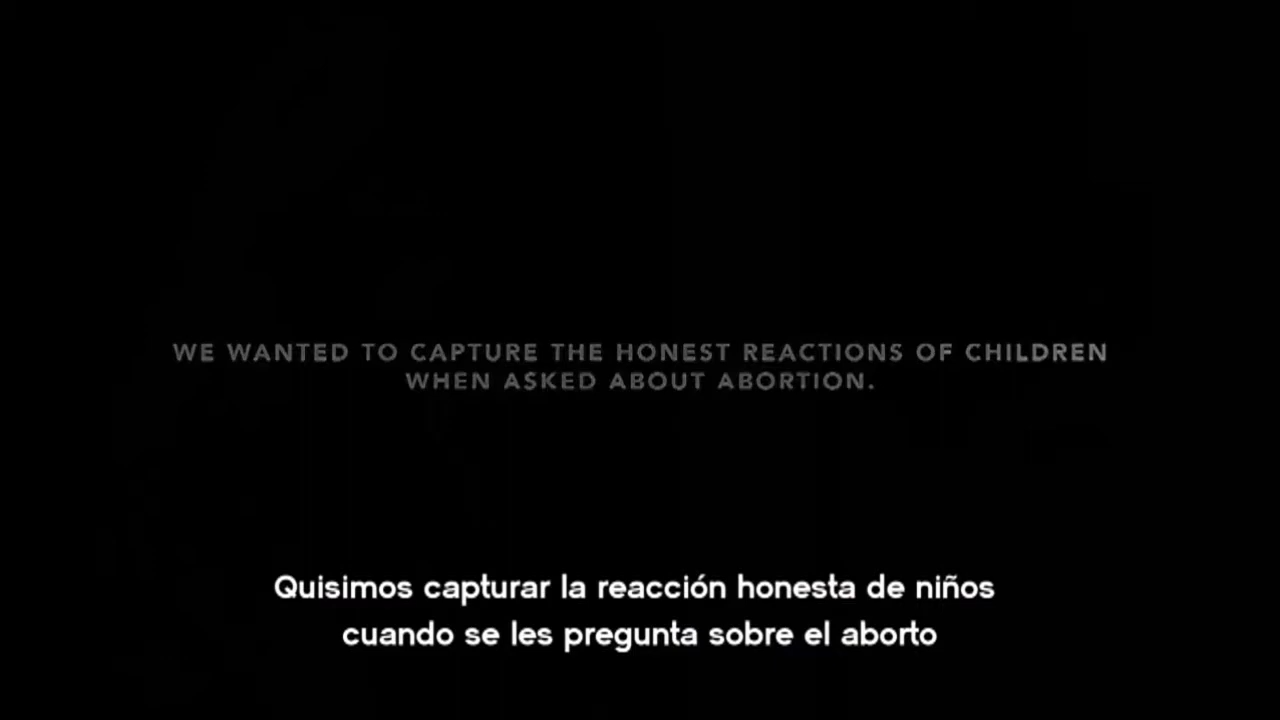 WE WANTED TO CAPTURE THE HONEST REACTIONS OF CHILDREN
WHEN ASKED ABOUT ABORTION.
Quisimos capturar la reacción honesta de niños
cuando se les pregunta sobre el aborto